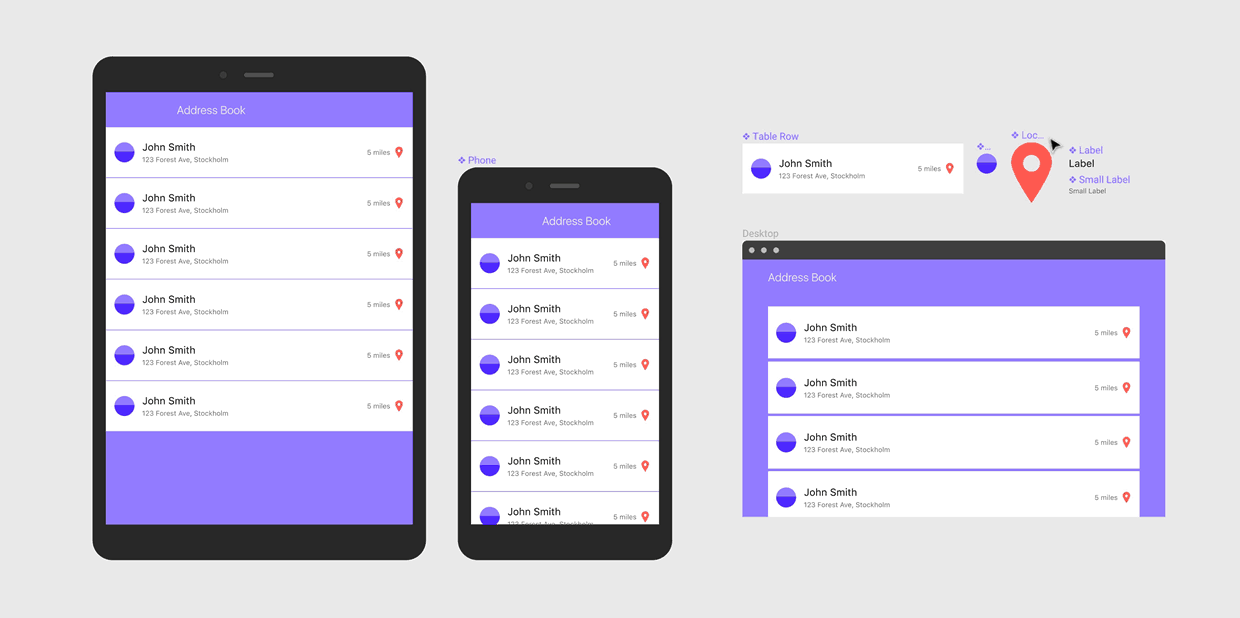 Address Book
John Smith
123 Forest Ave, Stockholm
5 miles
John Smith
123 Forest Ave, Stockholm
5 miles
John Smith
123 Forest Ave, Stockholm
5 miles
John Smith
123 Forest Ave, Stockholm
5 miles
John Smith
123 Forest Ave, Stockholm
5 miles
John Smith
123 Forest Ave, Stockholm
5 miles
Phone
Address Book
John Smith
123 Forest Ave, Stockholm
5 miles
John Smith
123 Forest Ave, Stockholm
5 miles
John Smith
123 Forest Ave, Stockholm
5 miles
John Smith
123 Forest Ave, Stockholm
5 miles
John Smith
123 Forest Ave, Stockholm
5 miles
John Smith
123 Forest Ave, Stockholm
5 miles
Table Row
John Smith
123 Forest Ave, Stockholm
5 miles
...
Loc...
Label
Label
Small Label
Small Label
Desktop
Address Book
John Smith
123 Forest Ave, Stockholm
5 miles
John Smith
123 Forest Ave, Stockholm
5 miles
John Smith
123 Forest Ave, Stockholm
5 miles
John Smith
123 Forest Ave, Stockholm
5 miles